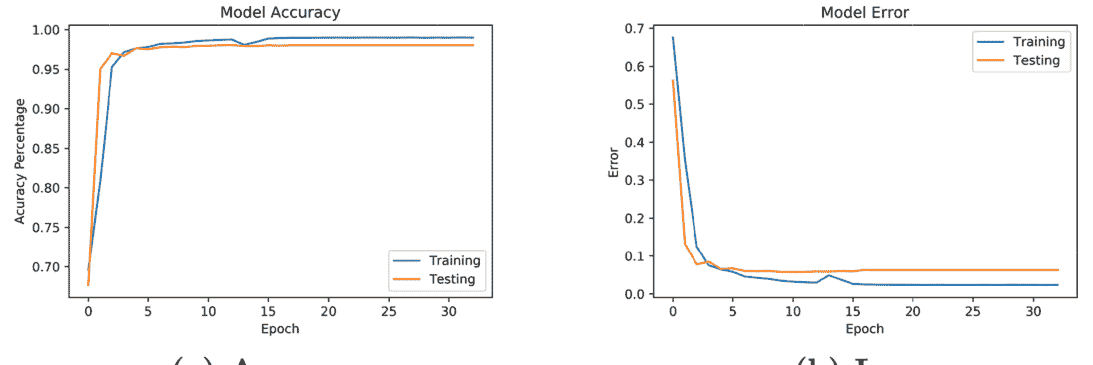 Model Accuracy
Acuracy Percentage
1.00
0.95
0.90
0.85
0.80
0.75
0.70
Training
Testing
0 5 10 15 20 25 30
Epoch
Model Error
Error
0.7
0.6
0.5
0.4
0.3
0.2
0.1
0.0
Training
Testing
0 5 10 15 20 25 30
Epoch